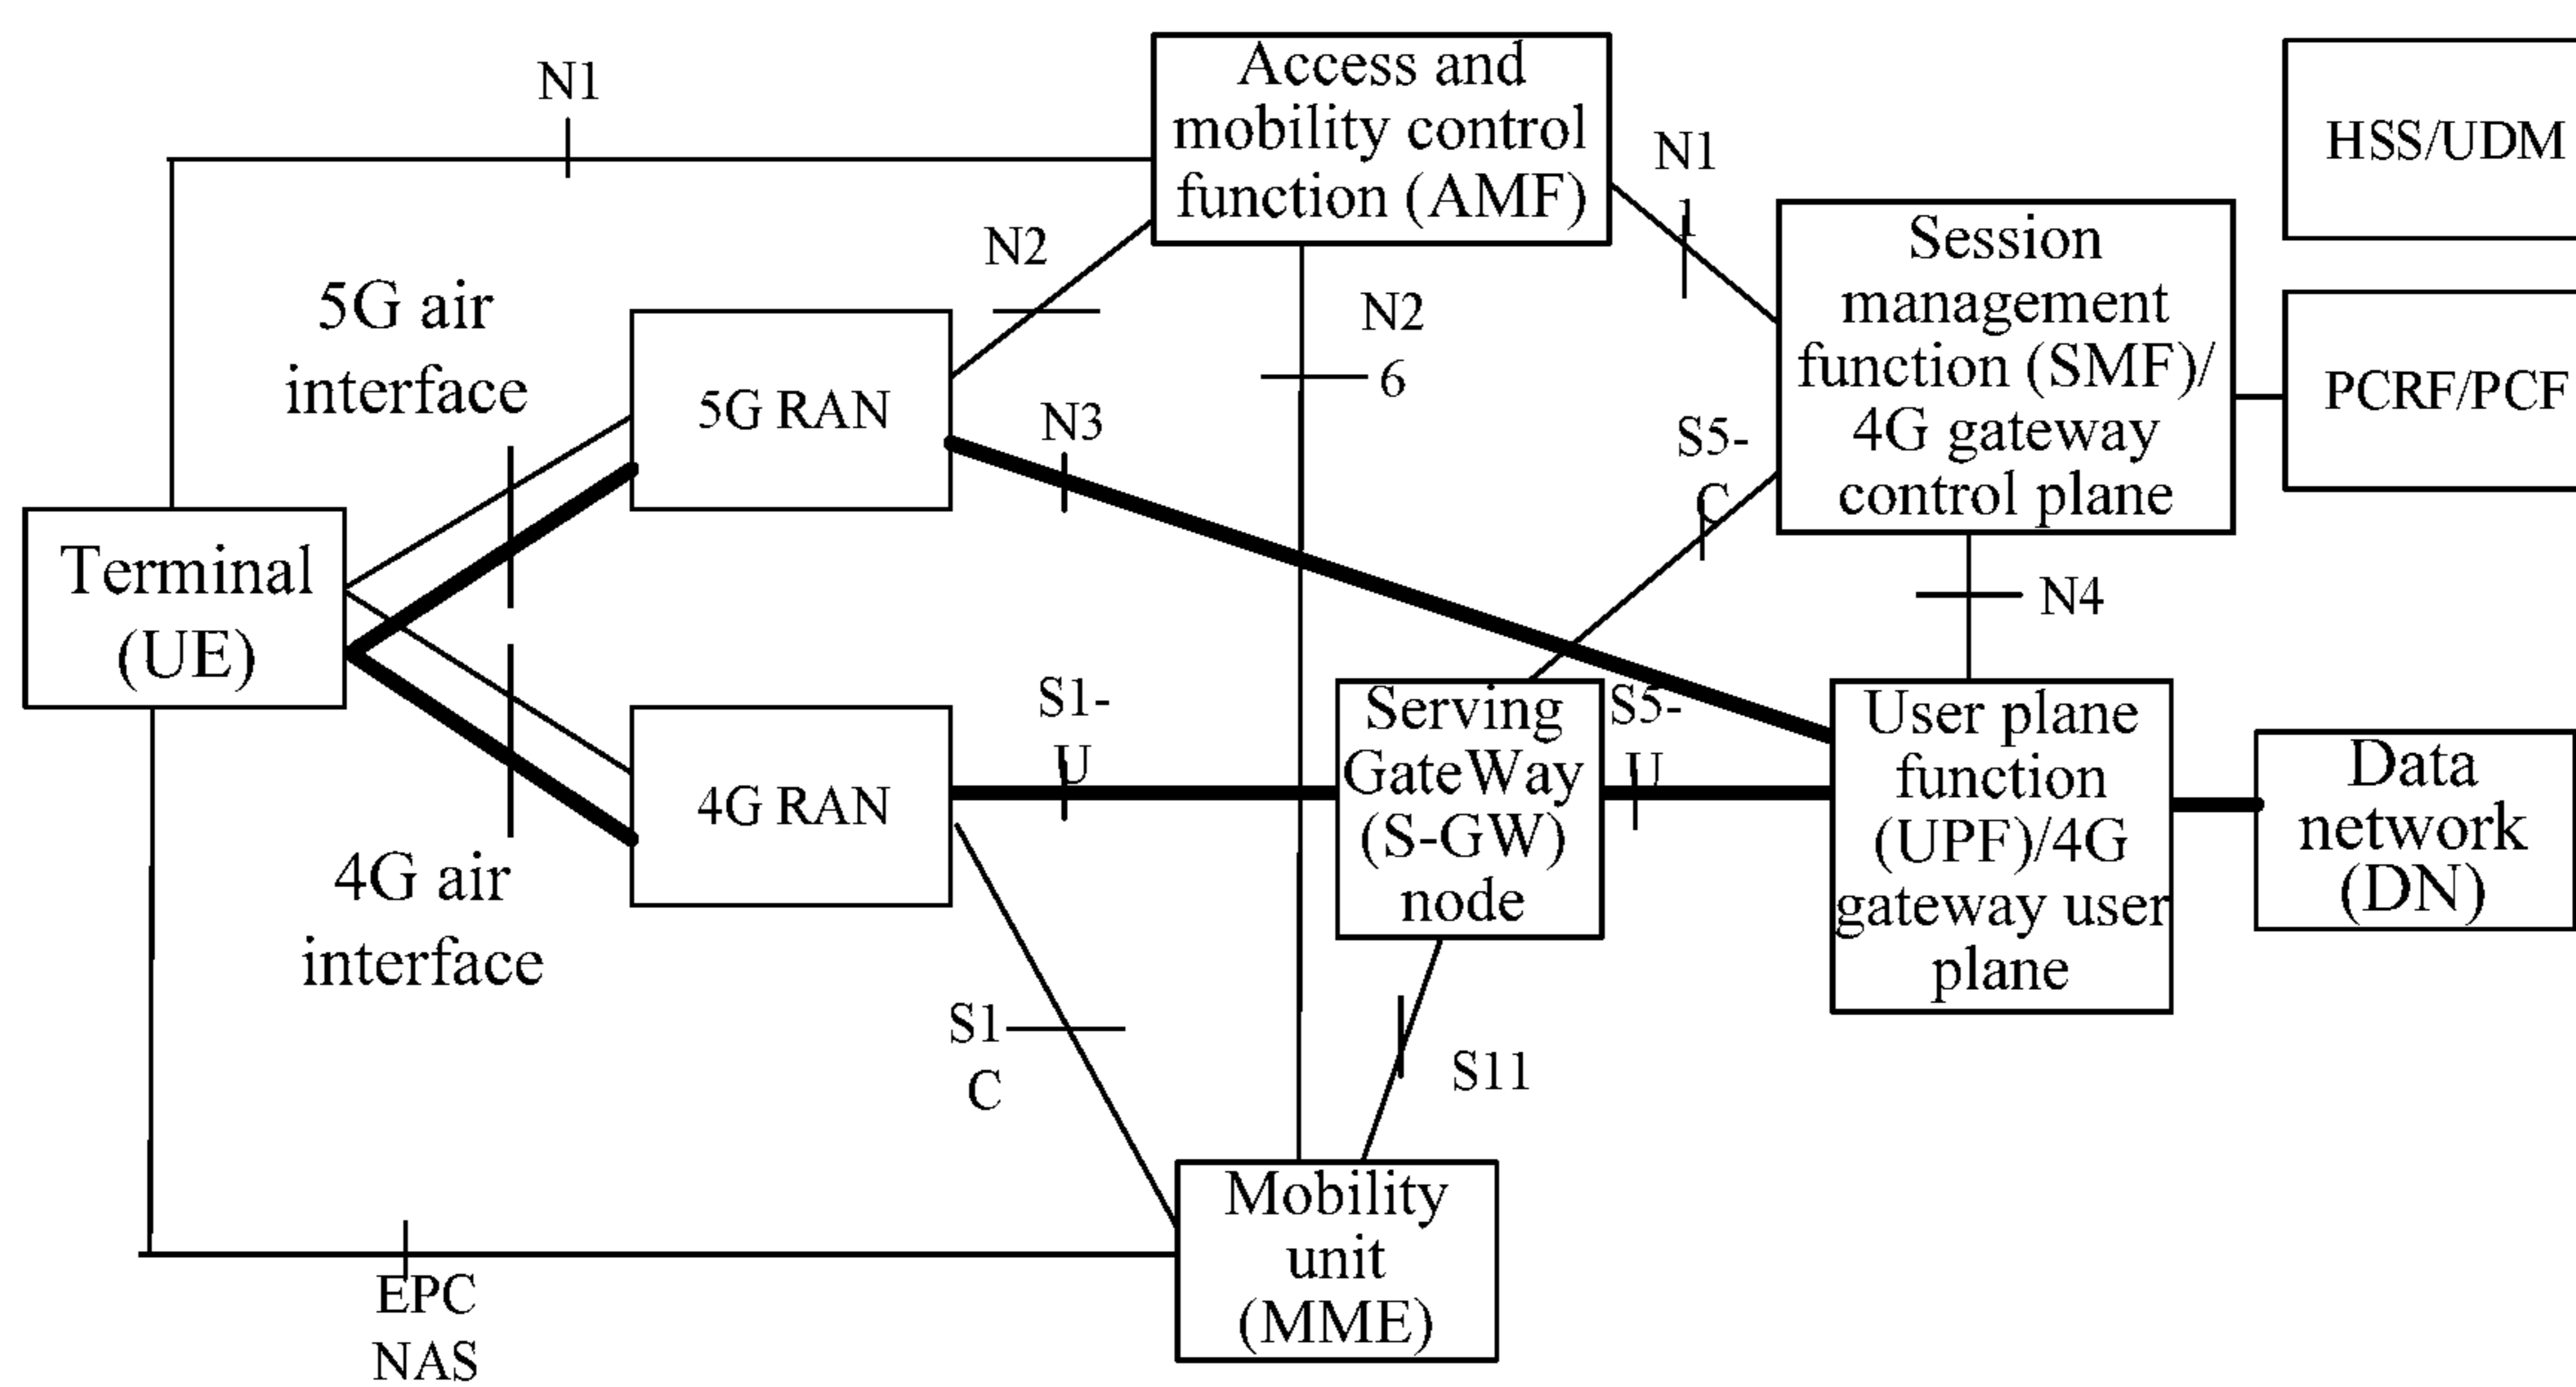 N1
Access and
mobility control
function (AMF)
N1
1
HSS/UDM
N2
5G air
interface
5G RAN
N2
6
Session
management
function (SMF)/
4G gateway
control plane
PCRF/PCF
N3
S5-
C
Terminal
(UE)
N4
S1-
U
4G RAN
Serving
GateWay
(S-GW)
node
S5-
U
User plane
function
(UPF)/4G
gateway user
plane
Data
network
(DN)
4G air
interface
S1
C
S11
Mobility
unit
(MME)
EPC
NAS